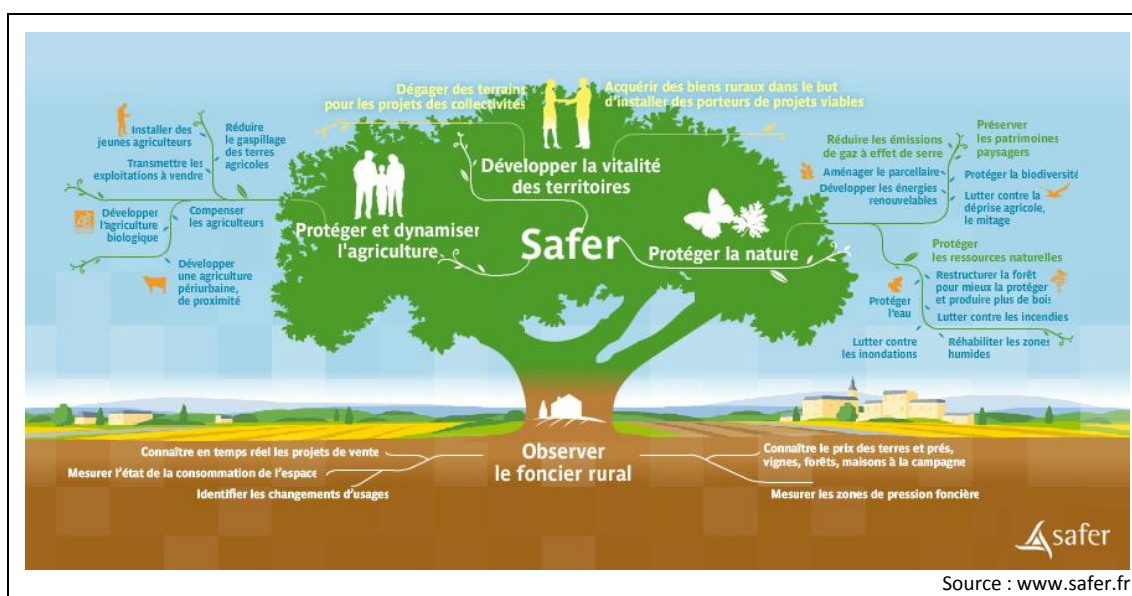 Dégager des terrains
pour les projets des collectivités
Acquérir des biens ruraux dans le but
d'installer des porteurs de projets viables
Développer la vitalité
des territoires
Installer des
jeunes agriculteurs
Réduire
le gaspillage
des terres
agricoles
Transmettre les
exploitations à vendre
Développer
l'agriculture
biologique
AB
Compenser
les agriculteurs
Développer
une agriculture
périurbaine,
de proximité
Protéger et dynamiser
l'agriculture
Safer
Protéger la nature
Réduire les émissions
de gaz à effet de serre
Aménager le parcellaire
Développer les énergies
renouvelables
Préserver
les patrimoines
paysagers
Protéger la biodiversité
Lutter contre la
déprise agricole,
le mitage
Protéger
les ressources naturelles
Restructurer la forêt
pour mieux la protéger
et produire plus de bois
Protéger
l'eau
Lutter contre les incendies
Lutter contre
les inondations
Réhabiliter les zones
humides
Observer
le foncier rural
Connaître en temps réel les projets de vente
Mesurer l'état de la consommation de l'espace
Identifier les changements d'usages
Connaître le prix des terres et prés,
vignes, forêts, maisons à la campagne
Mesurer les zones de pression foncière
safer
Source : www.safer.fr